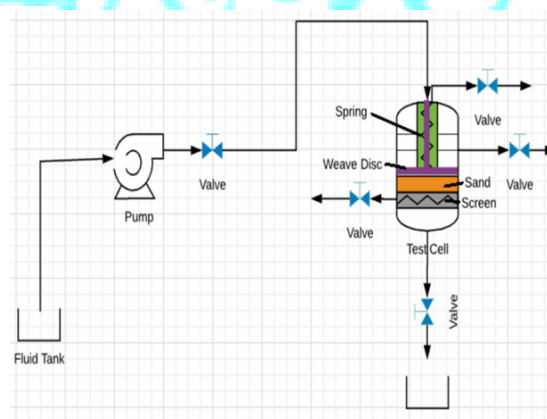 Spring
Valve
Weave Disc
Valve
Sand
Valve
Pump
Screen
Valve
Test Cell
Valve
Fluid Tank